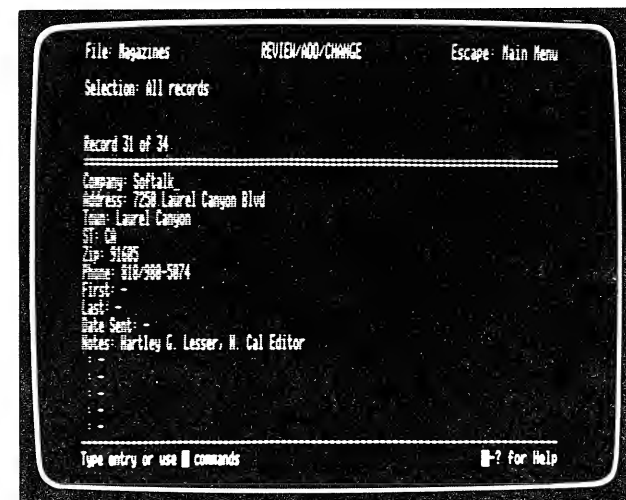 File: Magazines REVIEW/ADD/CHANGE Escape: Main Menu
Selection: All records
Record 31 of 34
Company: Softalk_
Address: 7250 Laurel Canyon Blvd
Town: Laurel Canyon
ST: CA
Zip: 91605
Phone: 818/980-5074
First: -
Last: -
Date Sent: -
Notes: Hartley G. Lesser, N. Cal Editor
: -
: -
: -
: -
Type entry or use █ commands █-? for Help